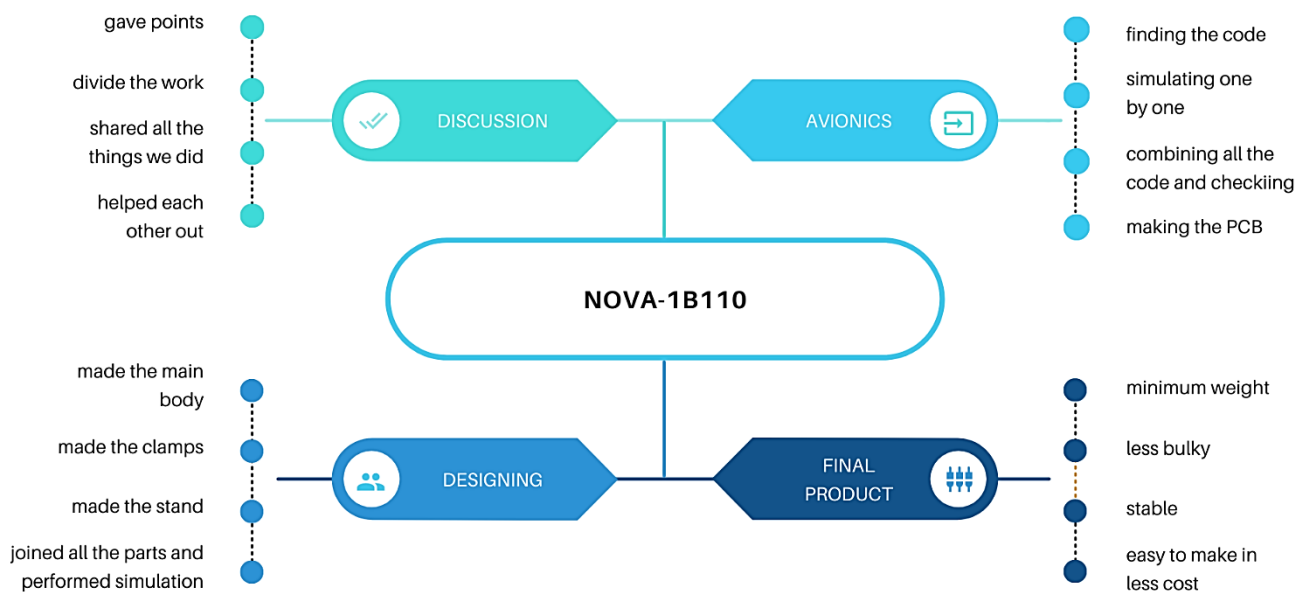 gave points
divide the work
shared all the
things we did
helped each
other out
DISCUSSION
AVIONICS
finding the code
simulating one
by one
combining all the
code and checkiing
making the PCB
NOVA-1B110
made the main
body
made the clamps
made the stand
joined all the parts and
performed simulation
DESIGNING
FINAL
PRODUCT
minimum weight
less bulky
stable
easy to make in
less cost